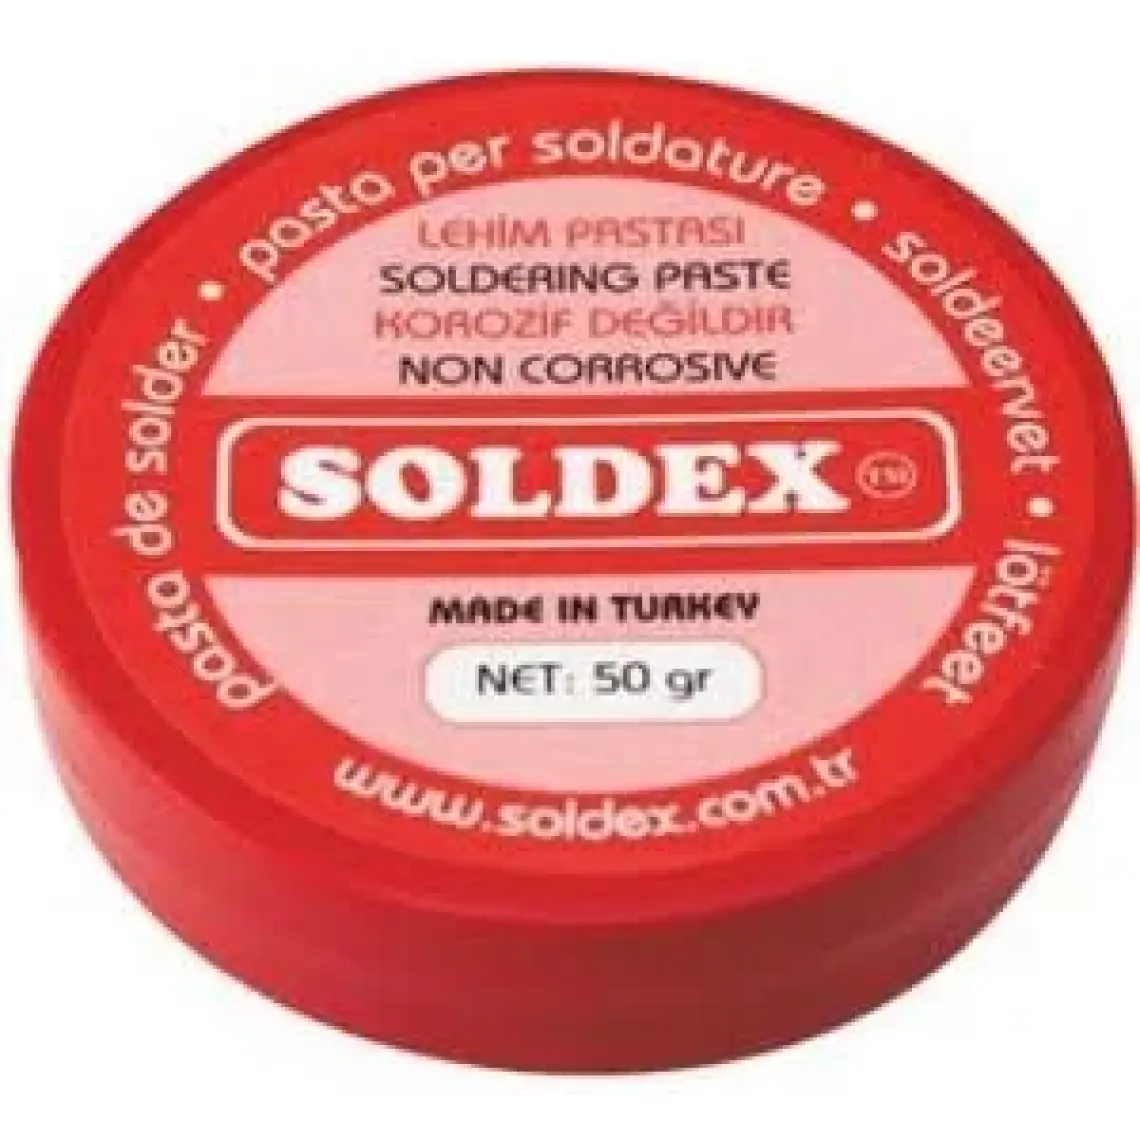 pasta de solder • pasta per soldature • soldeervet • lötfeet
LEHİM PASTASI
SOLDERING PASTE
KOROZİF DEĞİLDİR
NON CORROSIVE
SOLDEX TM
MADE IN TURKEY
NET: 50 gr
www.soldex.com.tr